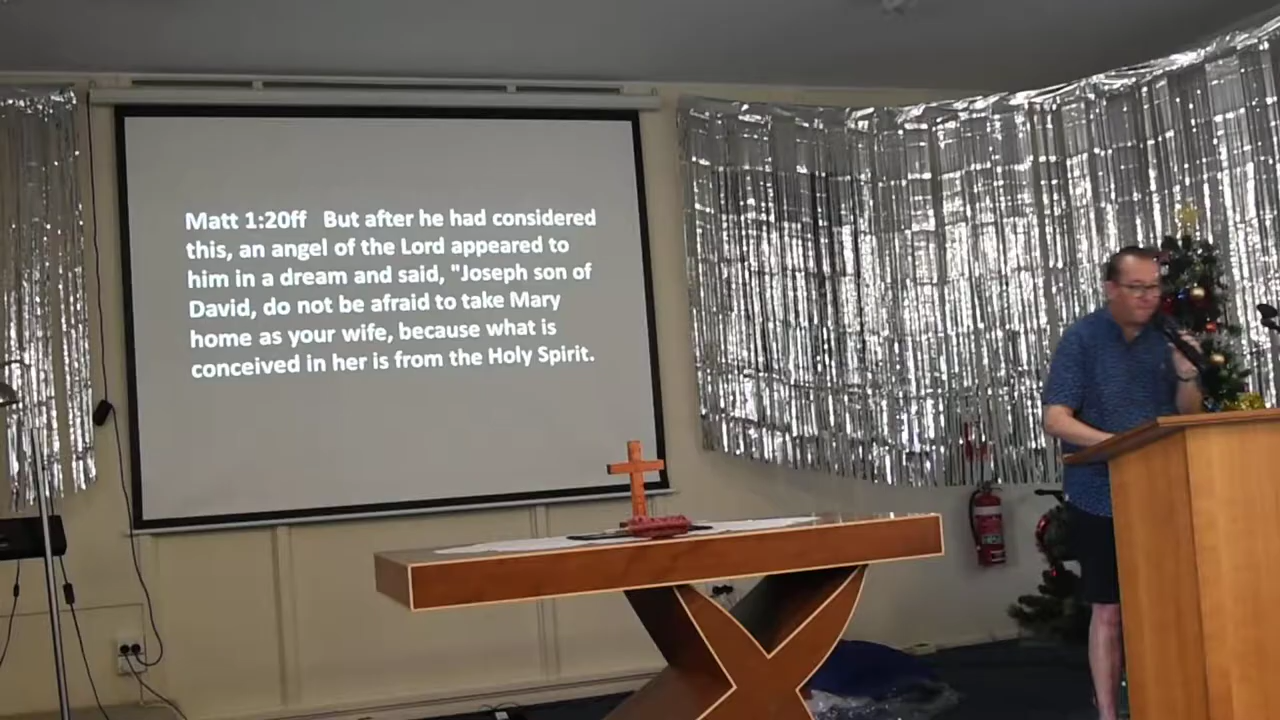 Matt 1:20ff But after he had considered
this, an angel of the Lord appeared to
him in a dream and said, "Joseph son of
David, do not be afraid to take Mary
home as your wife, because what is
conceived in her is from the Holy Spirit.